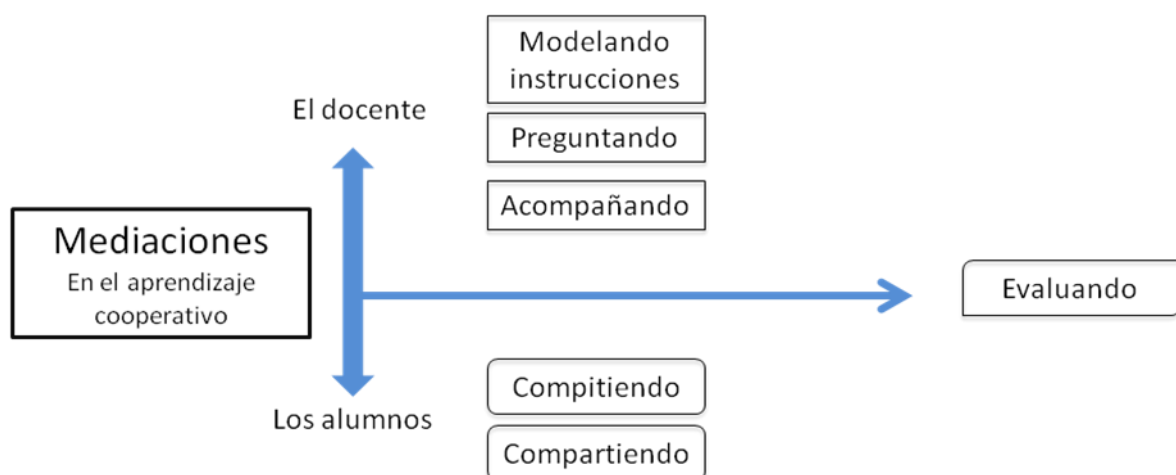 Modelando
instrucciones
El docente
Preguntando
Acompañando
Mediaciones
En el aprendizaje
cooperativo
Evaluando
Compitiendo
Los alumnos
Compartiendo